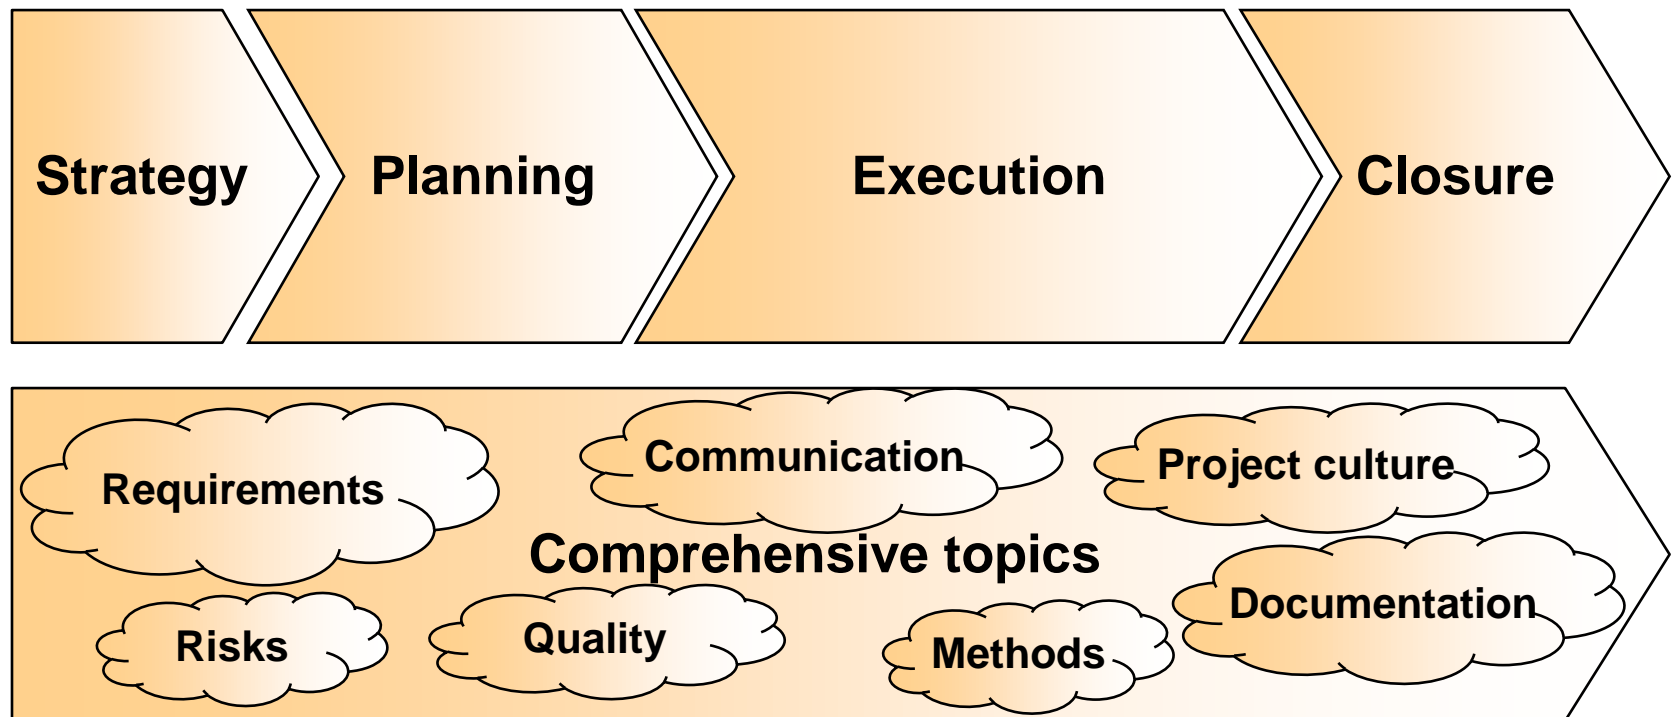 Strategy
Planning
Execution
Closure
Requirements
Communication
Project culture
Comprehensive topics
Risks
Quality
Methods
Documentation